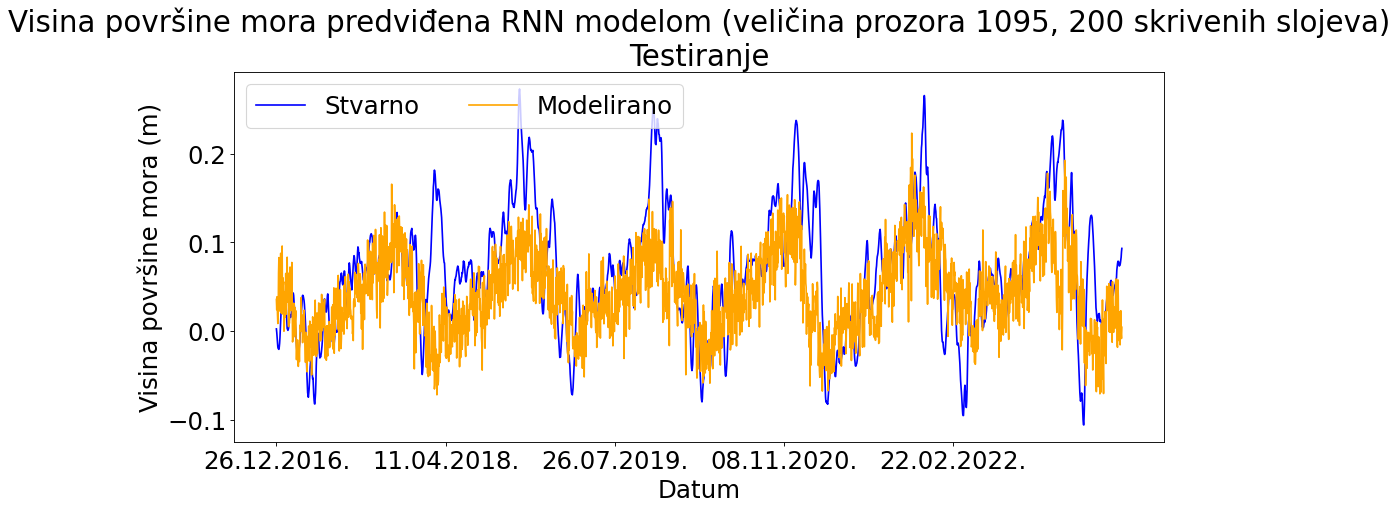 Visina površine mora predviđena RNN modelom (veličina prozora 1095, 200 skrivenih slojeva)
Testiranje
Stvarno
Modelirano
Visina površine mora (m)
0.2
0.1
0.0
−0.1
26.12.2016.
11.04.2018.
26.07.2019.
08.11.2020.
22.02.2022.
Datum